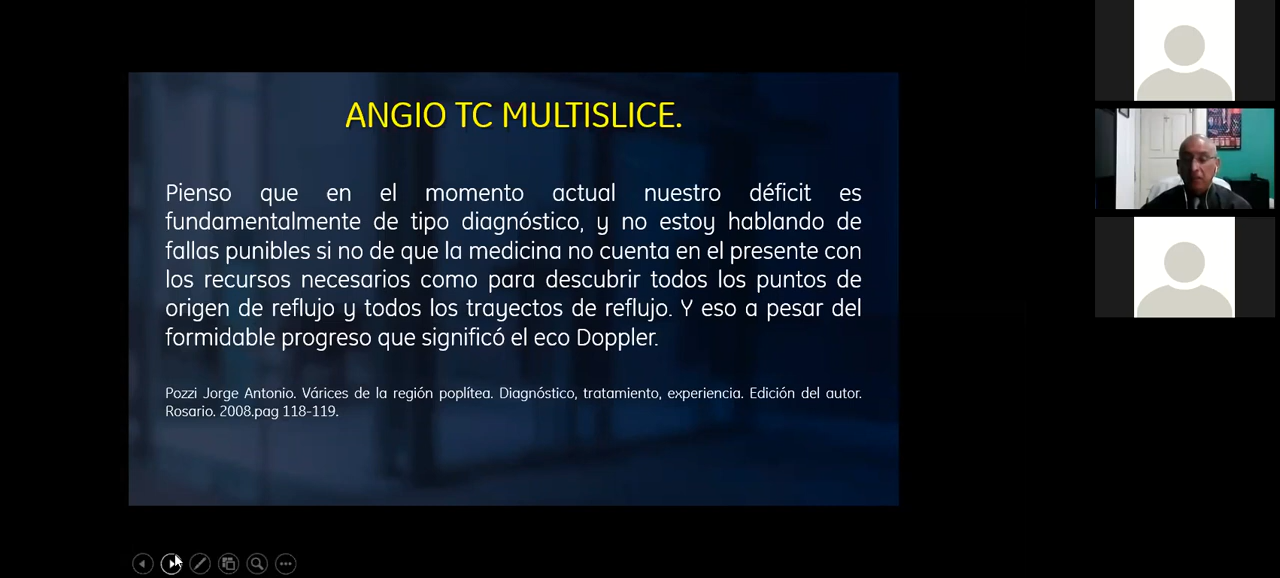 ANGIO TC MULTISLICE.
Pienso que en el momento actual nuestro déficit es
fundamentalmente de tipo diagnóstico, y no estoy hablando de
fallas punibles si no de que la medicina no cuenta en el presente con
los recursos necesarios como para descubrir todos los puntos de
origen de reflujo y todos los trayectos de reflujo. Y eso a pesar del
formidable progreso que significó el eco Doppler.
Pozzi Jorge Antonio. Várices de la región poplítea. Diagnóstico, tratamiento, experiencia. Edición del autor.
Rosario. 2008.pag 118-119.